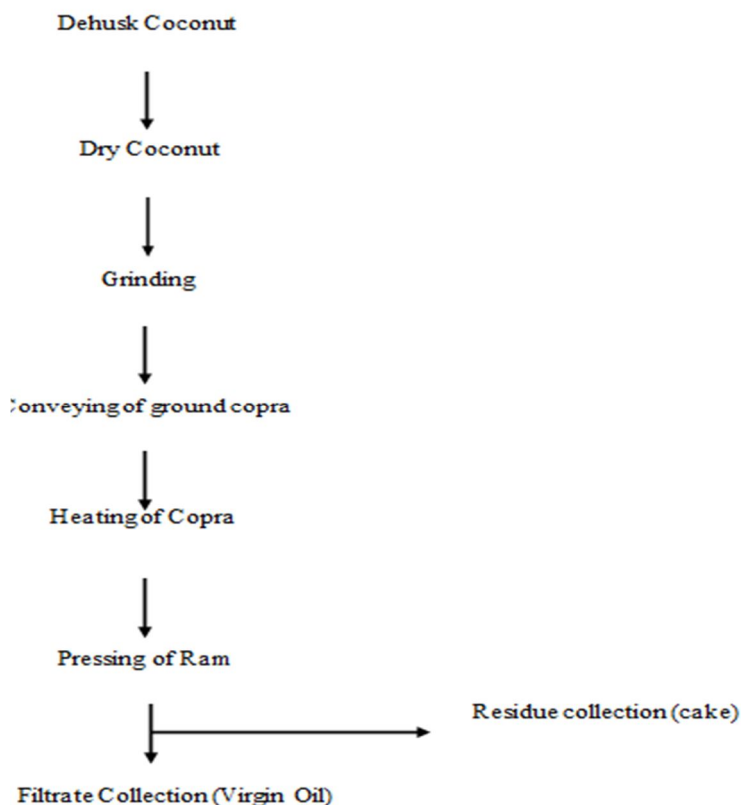 Dehusk Coconut
Dry Coconut
Grinding
Conveying of ground copra
Heating of Copra
Pressing of Ram
Residue collection (cake)
Filtrate Collection (Virgin Oil)